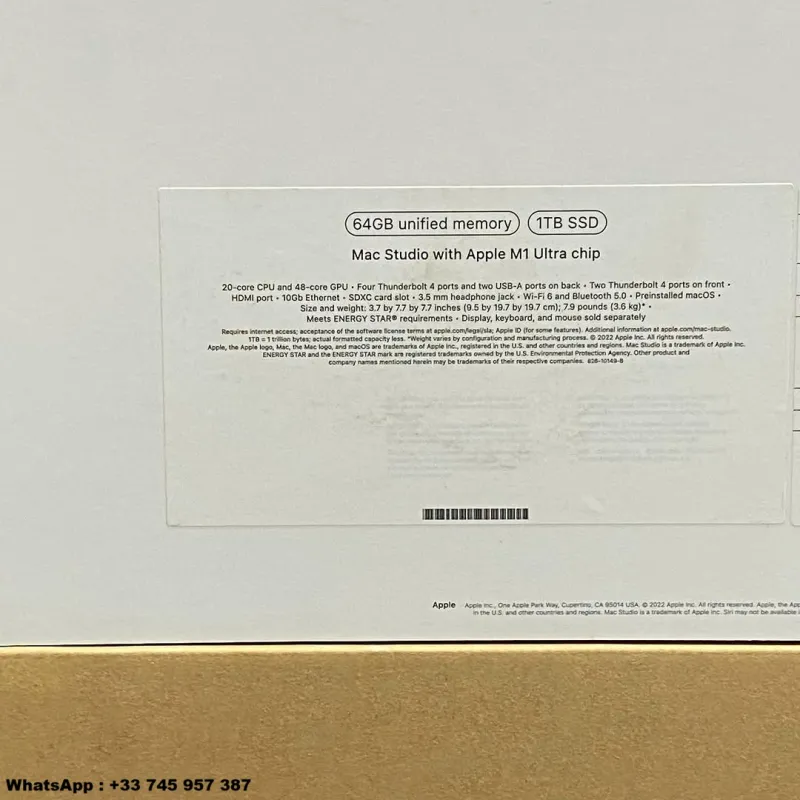 64GB unified memory 1TB SSD
Mac Studio with Apple M1 Ultra chip
20-core CPU and 48-core GPU • Four Thunderbolt 4 ports and two USB-A ports on back • Two Thunderbolt 4 ports on front •
HDMI port • 10Gb Ethernet • SDXC card slot • 3.5 mm headphone jack • Wi-Fi 6 and Bluetooth 5.0 • Preinstalled macOS •
Size and weight: 3.7 by 7.7 by 7.7 inches (9.5 by 19.7 by 19.7 cm); 7.9 pounds (3.6 kg)* •
Meets ENERGY STAR® requirements • Display, keyboard, and mouse sold separately
Requires internet access; acceptance of the software license terms at apple.com/legal/sla; Apple ID (for some features). Additional information at apple.com/mac-studio.
1TB = 1 trillion bytes; actual formatted capacity less. *Weight varies by configuration and manufacturing process. © 2022 Apple Inc. All rights reserved.
Apple, the Apple logo, Mac, the Mac logo, and macOS are trademarks of Apple Inc., registered in the U.S. and other countries and regions. Mac Studio is a trademark of Apple Inc.
ENERGY STAR and the ENERGY STAR mark are registered trademarks owned by the U.S. Environmental Protection Agency. Other product and
company names mentioned herein may be trademarks of their respective companies. 826-10149-B
Apple Apple Inc., One Apple Park Way, Cupertino, CA 95014 USA. © 2022 Apple Inc. All rights reserved. Apple, the App
in the U.S. and other countries and regions. Mac Studio is a trademark of Apple Inc. Siri may not be available i
WhatsApp : +33 745 957 387